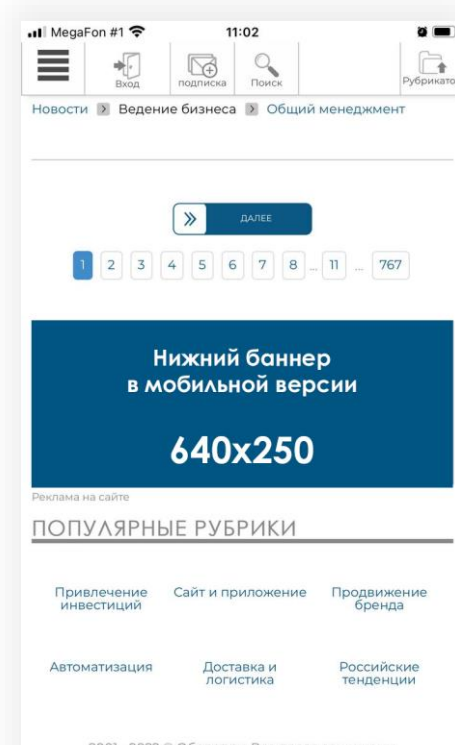 MegaFon #1 11:02
Вход подписка Поиск Рубрикато
Новости Ведение бизнеса Общий менеджмент
ДАЛЕЕ
1 2 3 4 5 6 7 8 ... 11 ... 767
Нижний баннер
в мобильной версии
640x250
Реклама на сайте
ПОПУЛЯРНЫЕ РУБРИКИ
Привлечение
инвестиций
Сайт и приложение
Продвижение
бренда
Автоматизация
Доставка и
логистика
Российские
тенденции